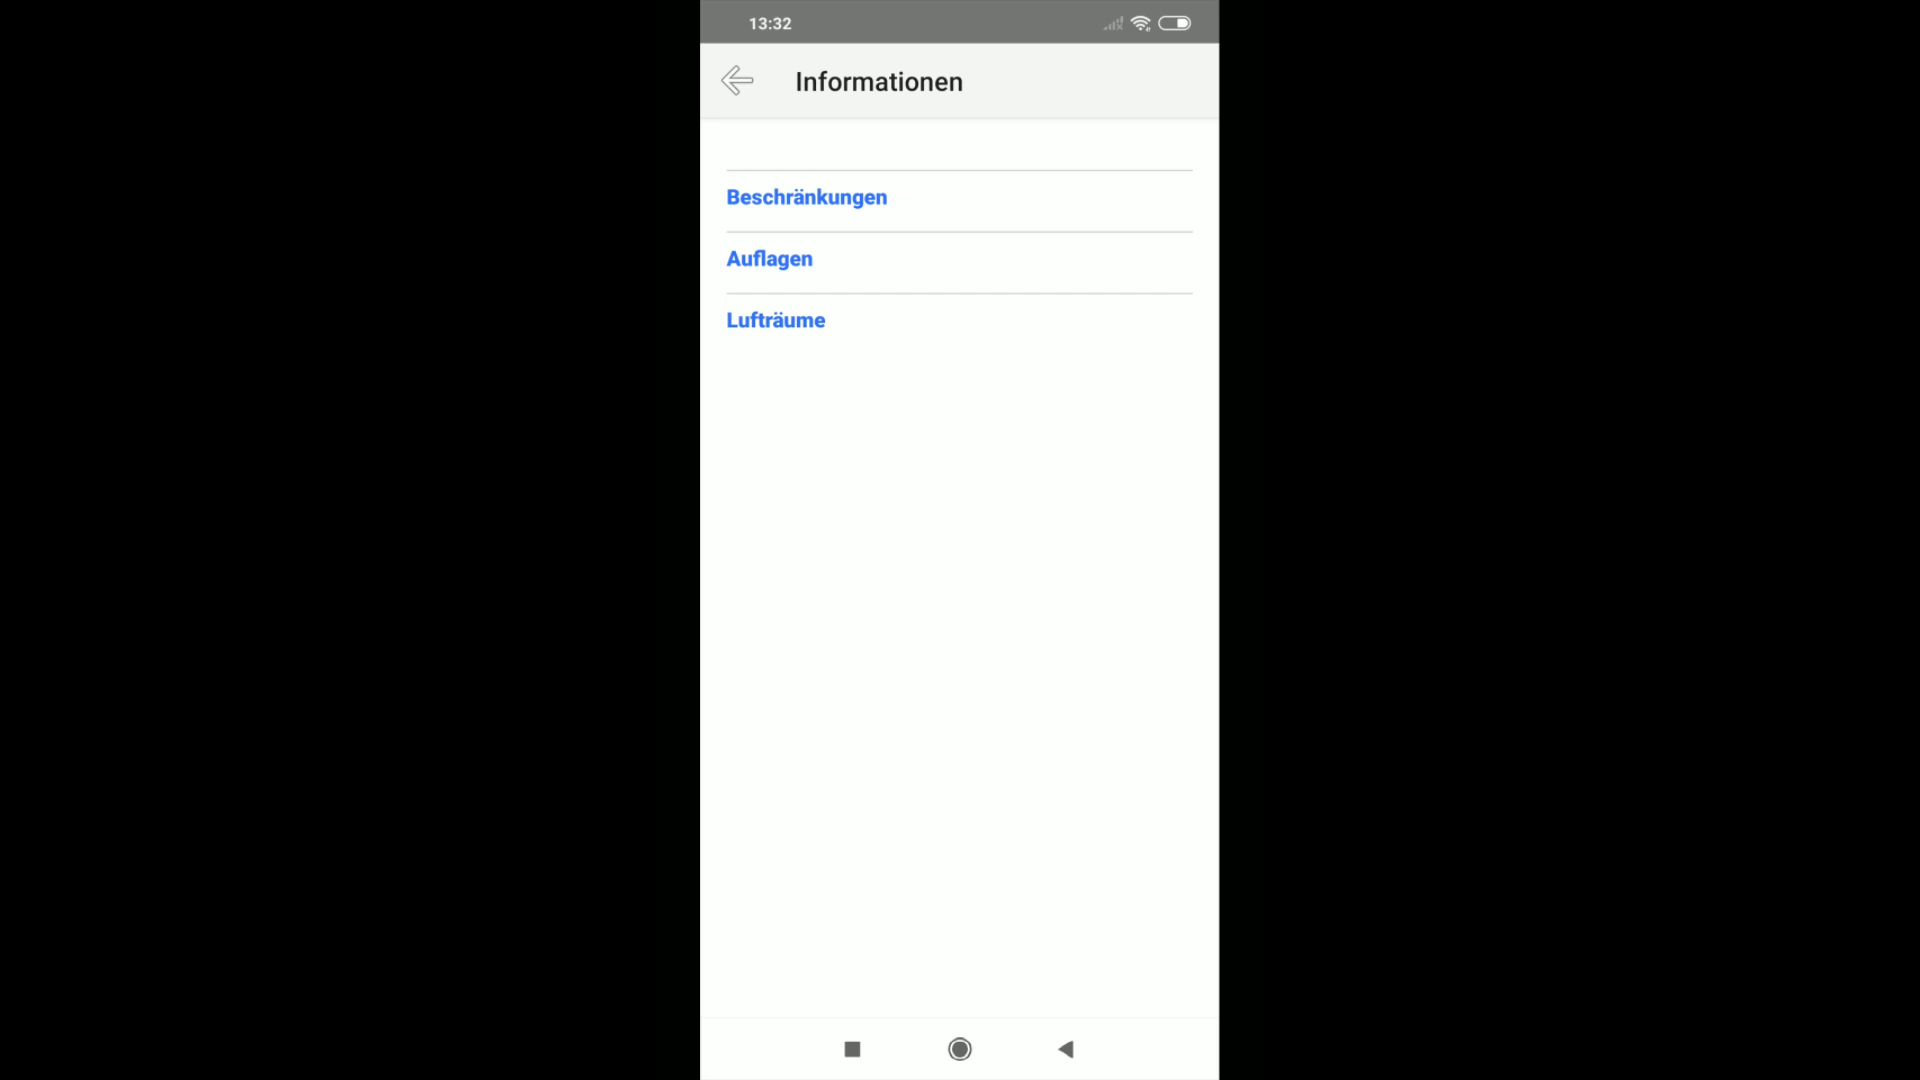 13:32
Informationen
Beschränkungen
Auflagen
Lufträume